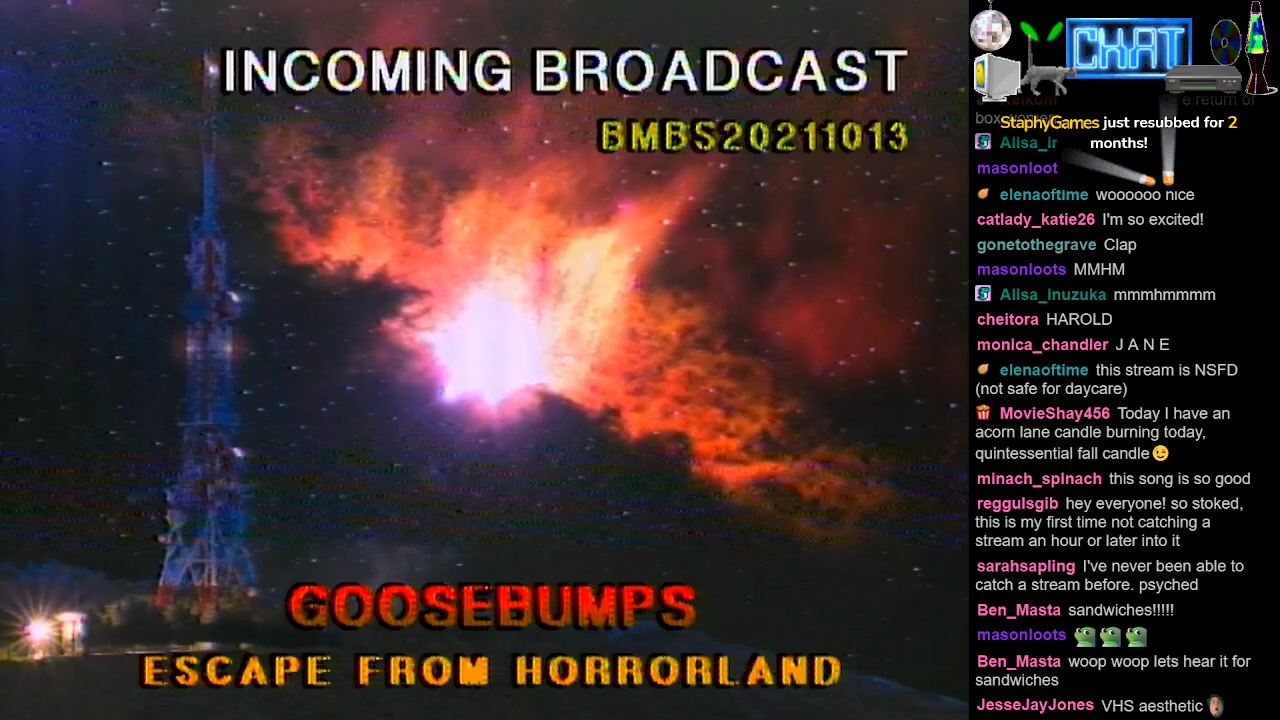 INCOMING BROADCAST
BMBS20211013
GOOSEBUMPS
ESCAPE FROM HORRORLAND
CHAT
e return of
StaphyGames just resubbed for 2
months!
Alisa_ir
masonloot
elenaoftime woooooo nice
catlady_katie26 I'm so excited!
gonetothegrave Clap
masonloots MMHM
Alisa_inuzuka mmmhmmmm
cheitora HAROLD
monica_chandler J A N E
elenaoftime this stream is NSFD
(not safe for daycare)
MovieShay456 Today I have an
acorn lane candle burning today,
quintessential fall candle
minach_spinach this song is so good
reggulsgib hey everyone! so stoked,
this is my first time not catching a
stream an hour or later into it
sarahsapling I've never been able to
catch a stream before. psyched
Ben_Masta sandwiches!!!!!
masonloots
Ben_Masta woop woop lets hear it for
sandwiches
JesseJayJones VHS aesthetic